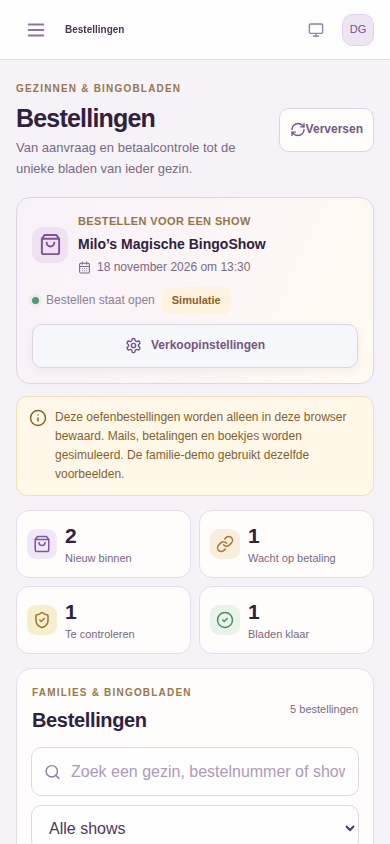 Bestellingen
DG
GEZINNEN & BINGOBLADEN
Bestellingen
Van aanvraag en betaalcontrole tot de
unieke bladen van ieder gezin.
Verversen
BESTELLEN VOOR EEN SHOW
Milo's Magische BingoShow
18 november 2026 om 13:30
Bestellen staat open
Simulatie
Verkoopinstellingen
Deze oefenbestellingen worden alleen in deze browser
bewaard. Mails, betalingen en boekjes worden
gesimuleerd. De familie-demo gebruikt dezelfde
voorbeelden.
2
Nieuw binnen
1
Wacht op betaling
1
Te controleren
1
Bladen klaar
FAMILIES & BINGOBLADEN
Bestellingen
5 bestellingen
Zoek een gezin, bestelnummer of show
Alle shows